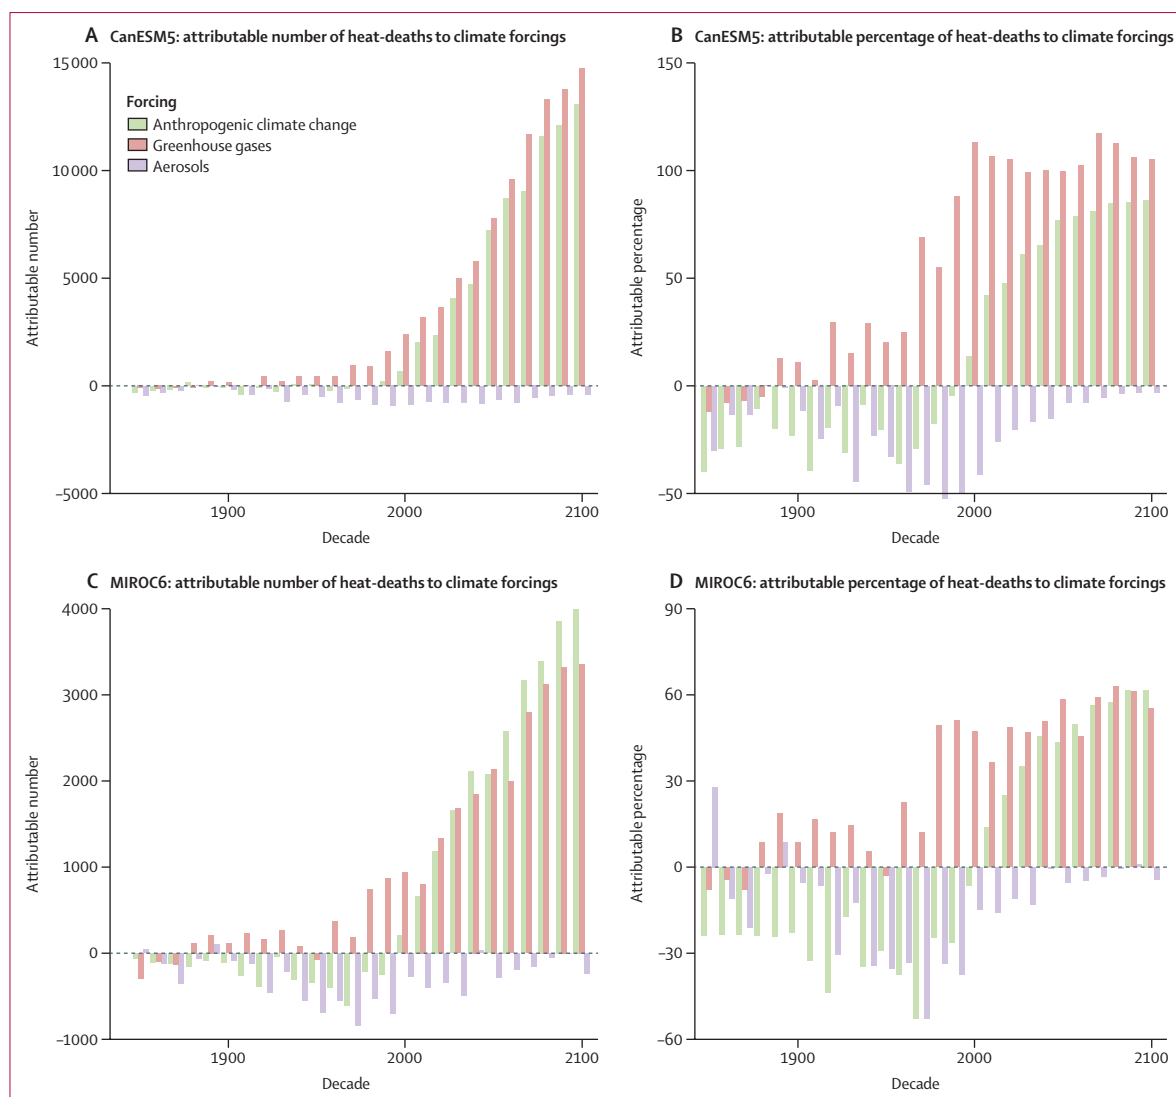 A CanESM5: attributable number of heat-deaths to climate forcings
15 000
10 000
5000
0
–5000
Attributable number
Forcing
Anthropogenic climate change
Greenhouse gases
Aerosols
1900
2000
2100
Decade
B CanESM5: attributable percentage of heat-deaths to climate forcings
150
100
50
0
–50
Attributable percentage
1900
2000
2100
Decade
C MIROC6: attributable number of heat-deaths to climate forcings
4000
3000
2000
1000
0
–1000
Attributable number
1900
2000
2100
Decade
D MIROC6: attributable percentage of heat-deaths to climate forcings
90
60
30
0
–30
–60
Attributable percentage
1900
2000
2100
Decade